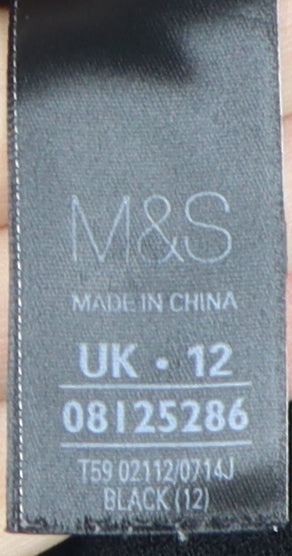 M&S
MADE IN CHINA
UK • 12
08125286
T59 02112/0714J
BLACK (12)